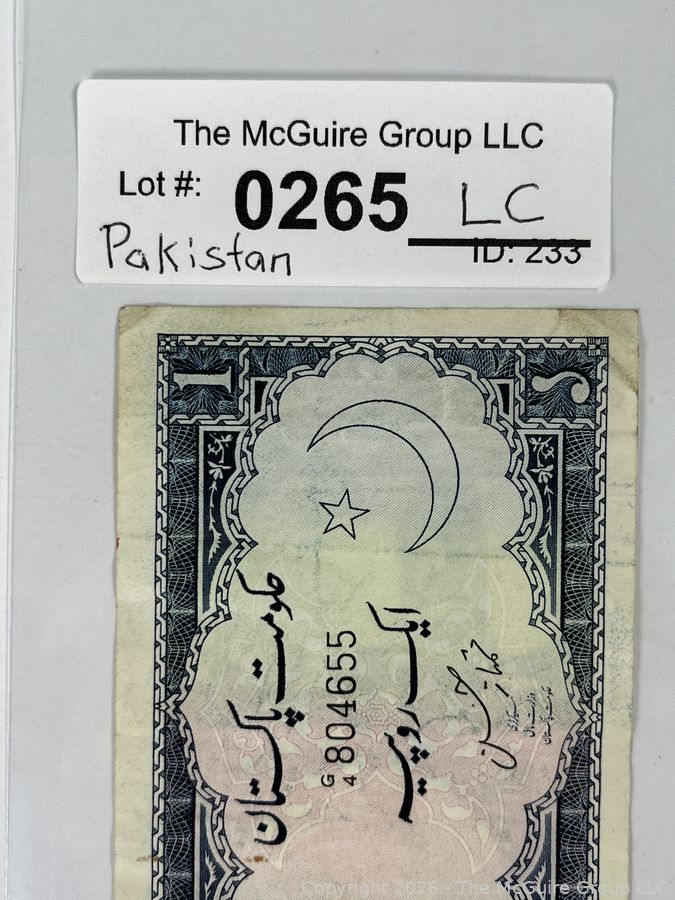 The McGuire Group LLC
Lot #: 0265 LC
Pakistan ID: 233
1
حکومت پاکستان
G/4 804655
ایک روپیہ
Copyright 2026 - The McGuire Group LLC